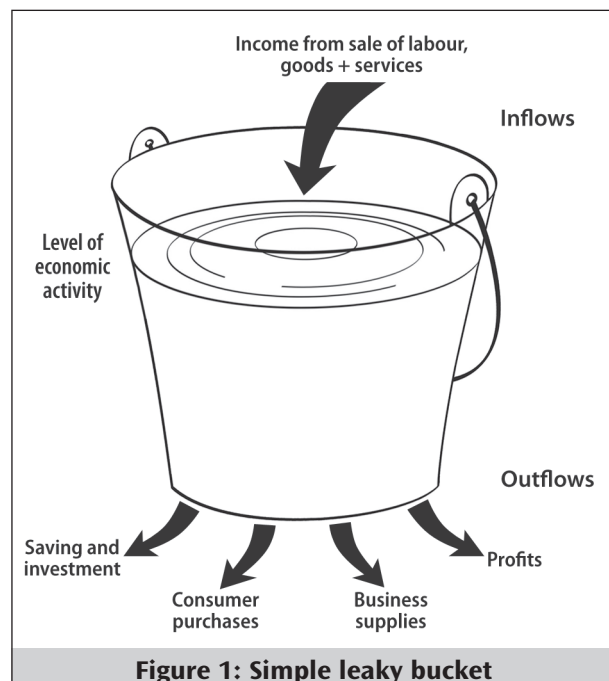 Income from sale of labour,
goods + services
Inflows
Level of
economic
activity
Outflows
Saving and
investment
Consumer
purchases
Business
supplies
Profits
Figure 1: Simple leaky bucket